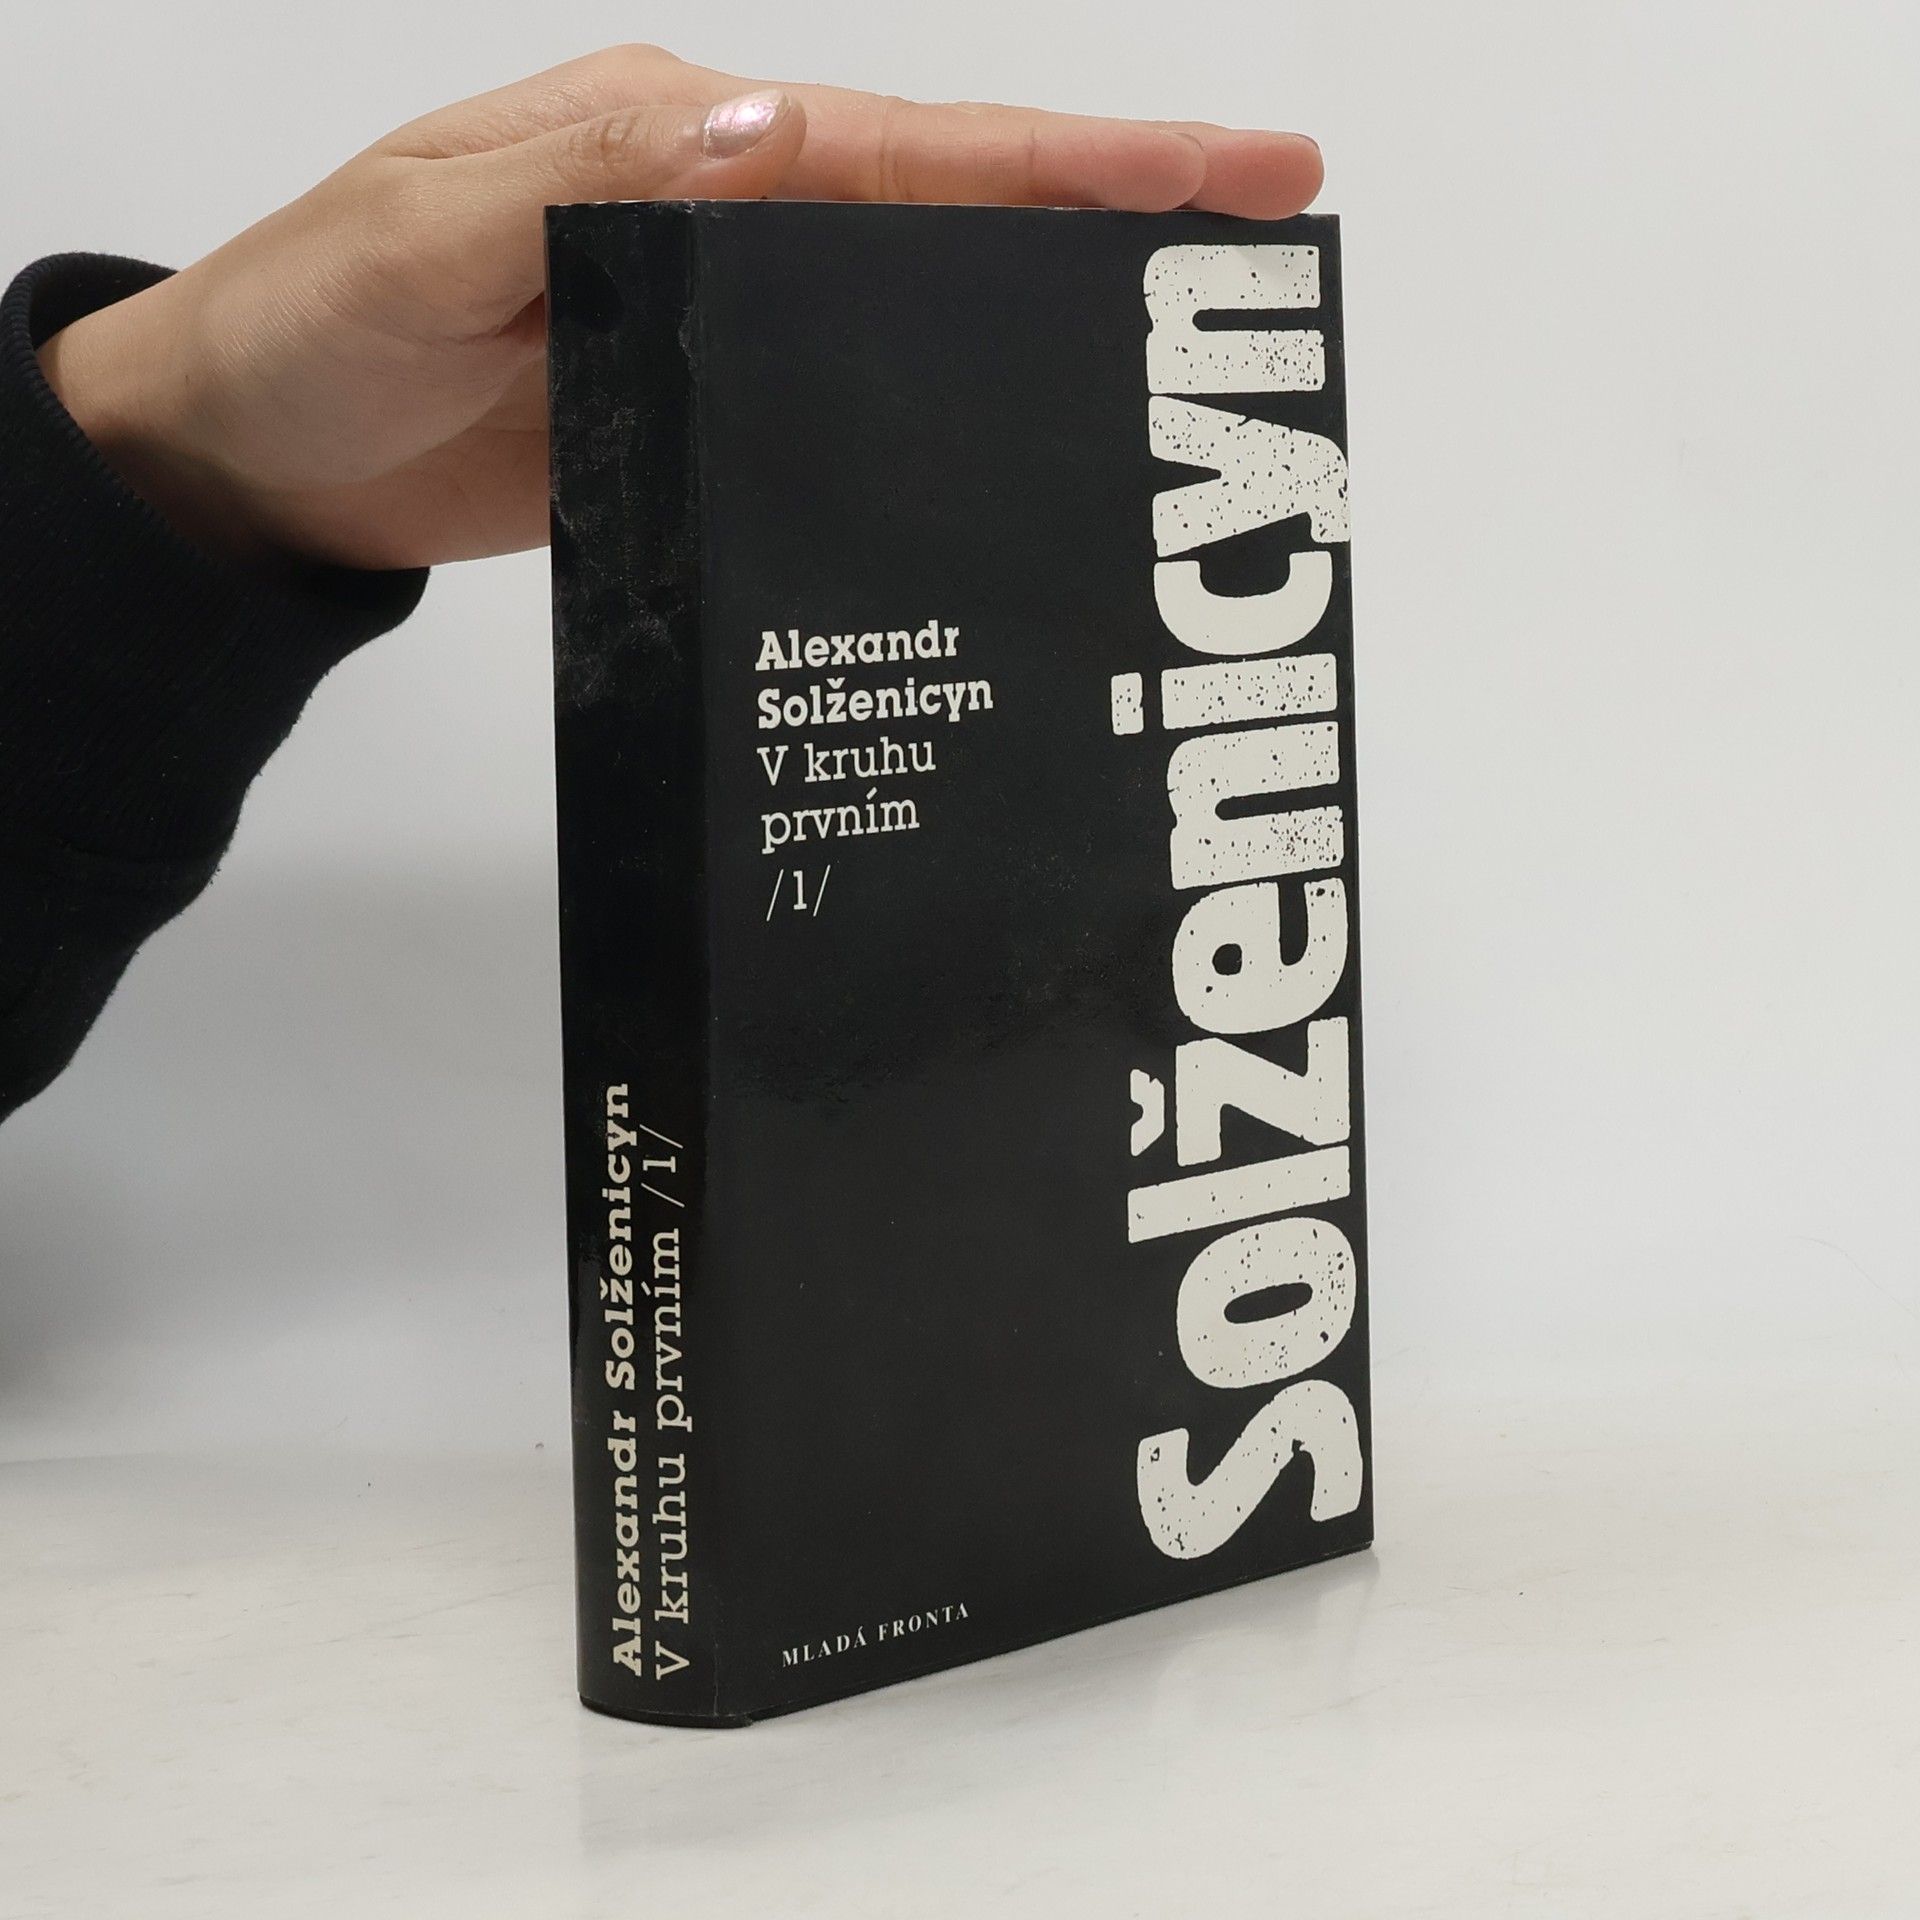 Alexandr Solženicyn
V kruhu prvním /1/
Alexandr
Solženicyn
V kruhu
prvním
/1/
solženicyn
MLADÁ FRONTA